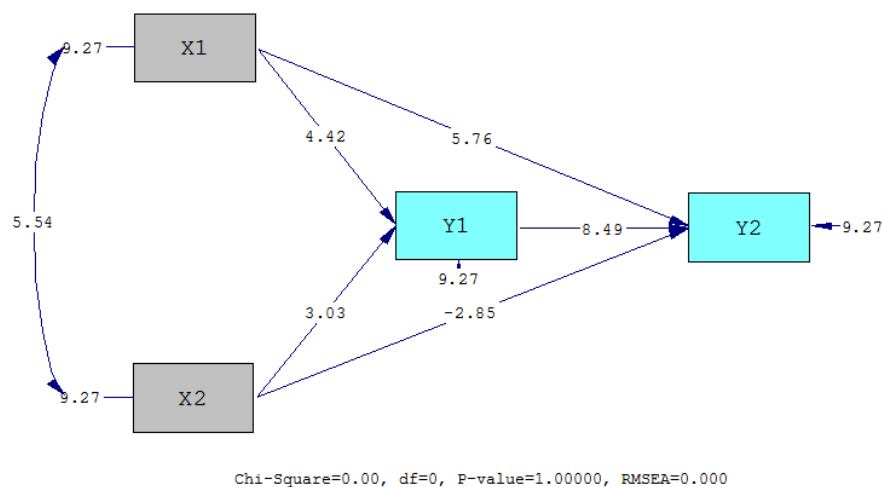 9.27
X1
4.42
5.76
5.54
Y1
8.49
Y2
9.27
9.27
3.03
-2.85
9.27
X2
Chi-Square=0.00, df=0, P-value=1.00000, RMSEA=0.000